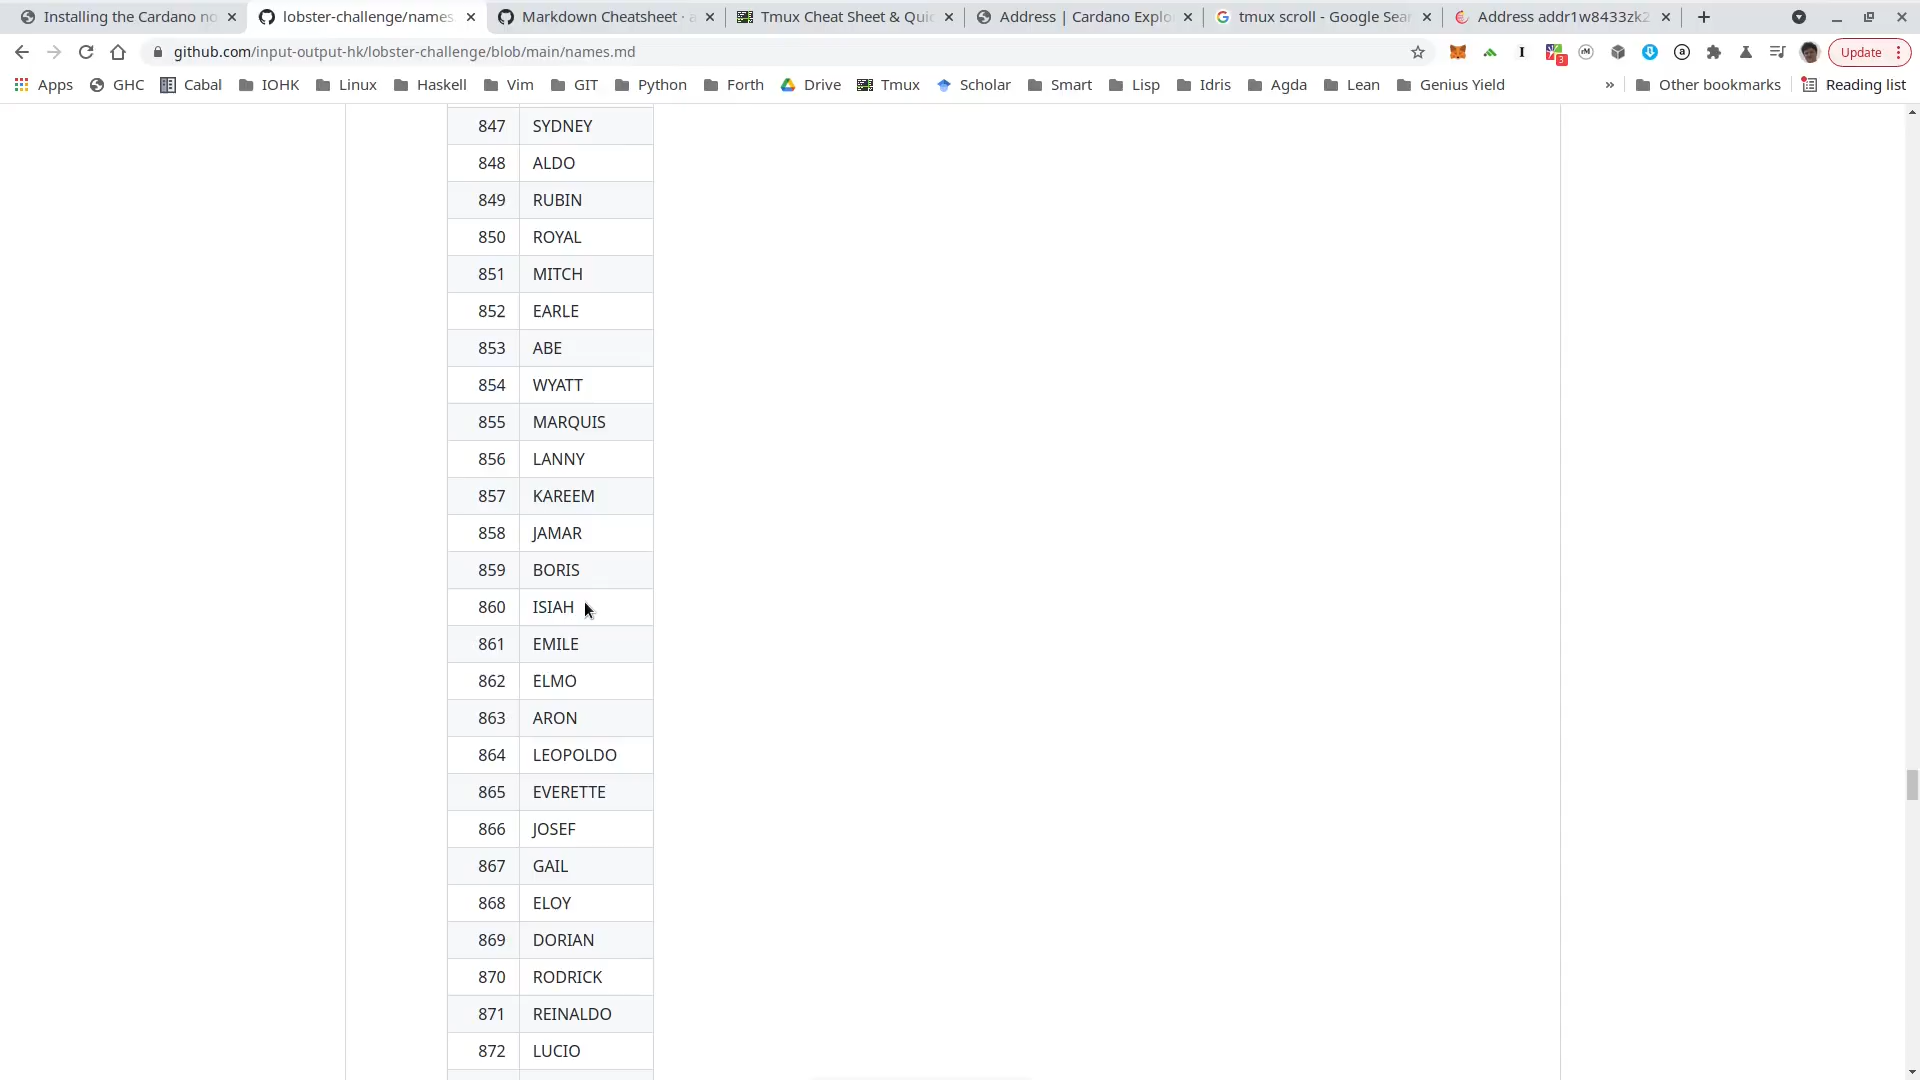 Installing the Cardano no lobster-challenge/names Markdown Cheatsheet · a Tmux Cheat Sheet & Quic Address | Cardano Explo tmux scroll - Google Sear Address addr1w8433zk2
github.com/input-output-hk/lobster-challenge/blob/main/names.md 3 Update
Apps GHC Cabal IOHK Linux Haskell Vim GIT Python Forth Drive Tmux Scholar Smart Lisp Idris Agda Lean Genius Yield » Other bookmarks Reading list
847 SYDNEY
848 ALDO
849 RUBIN
850 ROYAL
851 MITCH
852 EARLE
853 ABE
854 WYATT
855 MARQUIS
856 LANNY
857 KAREEM
858 JAMAR
859 BORIS
860 ISIAH
861 EMILE
862 ELMO
863 ARON
864 LEOPOLDO
865 EVERETTE
866 JOSEF
867 GAIL
868 ELOY
869 DORIAN
870 RODRICK
871 REINALDO
872 LUCIO